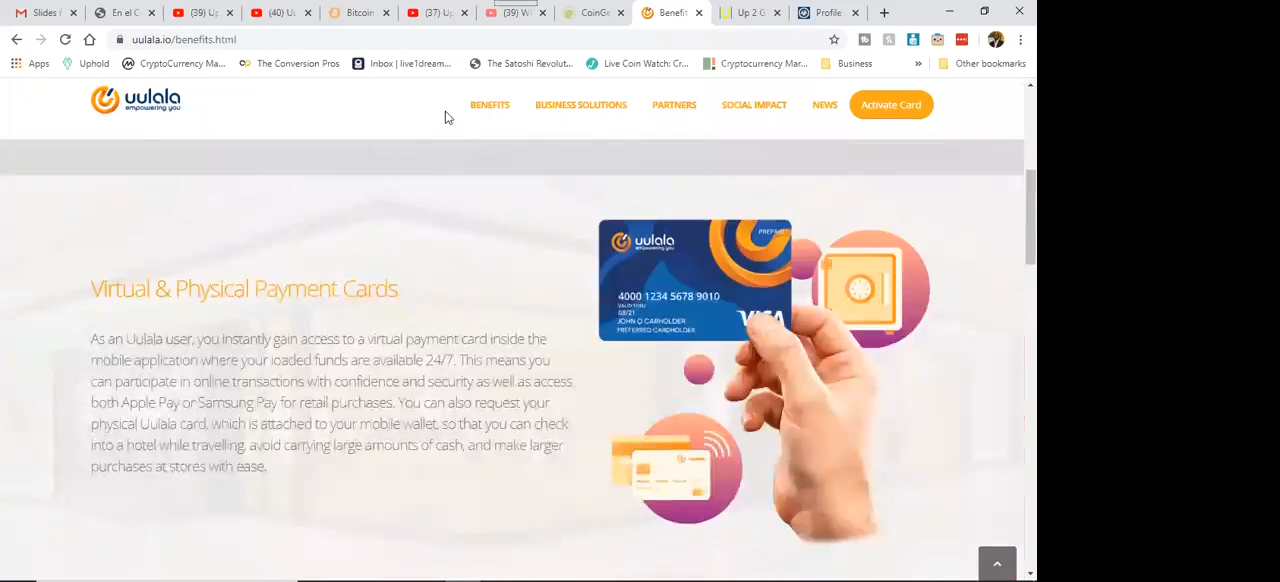 Slides f
En el C
(39) Up
(40) Uu
Bitcoin
(37) Up
(39) Wi
CoinGe
Benefit
Up 2 G
Profile
uulala.io/benefits.html
Apps
Uphold
CryptoCurrency Ma...
The Conversion Pros
Inbox | live1dream...
The Satoshi Revolut...
Live Coin Watch: Cr...
Cryptocurrency Mar...
Business
»
Other bookmarks
uulala
empowering you
BENEFITS
BUSINESS SOLUTIONS
PARTNERS
SOCIAL IMPACT
NEWS
Activate Card
Virtual & Physical Payment Cards
As an Uulala user, you instantly gain access to a virtual payment card inside the
mobile application where your loaded funds are available 24/7. This means you
can participate in online transactions with confidence and security as well as access
both Apple Pay or Samsung Pay for retail purchases. You can also request your
physical Uulala card, which is attached to your mobile wallet, so that you can check
into a hotel while travelling, avoid carrying large amounts of cash, and make larger
purchases at stores with ease.
uulala
empowering you
PREPAID
4000 1234 5678 9010
VALID THRU
03/21
JOHN Q CARHOLDER
PREFERRED CARDHOLDER
VISA